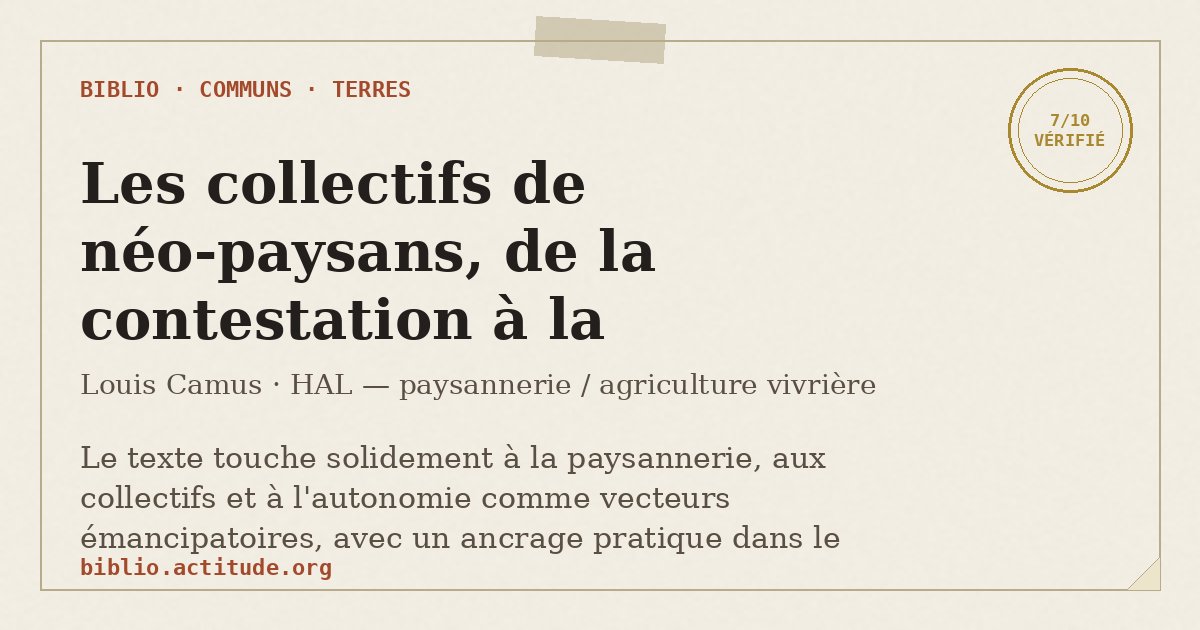 BIBLIO · COMMUNS · TERRES
7/10
VÉRIFIÉ
Les collectifs de
néo-paysans, de la
contestation à la
Louis Camus · HAL — paysannerie / agriculture vivrière
Le texte touche solidement à la paysannerie, aux
collectifs et à l'autonomie comme vecteurs
émancipatoires, avec un ancrage pratique dans le
biblio.actitude.org